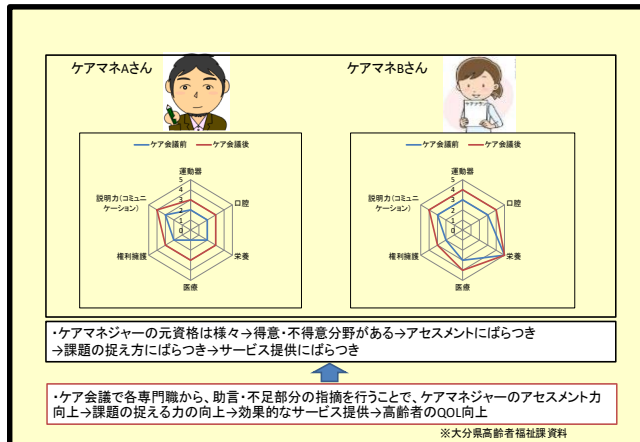 ケアマネAさん
ケアマネBさん
ケア会議前 ケア会議後
運動器
5
4
3
2
1
0
口腔
栄養
医療
権利擁護
説明力(コミュニ
ケーション)
ケア会議前 ケア会議後
運動器
5
4
3
2
1
0
口腔
栄養
医療
権利擁護
説明力(コミュニ
ケーション)
・ケアマネジャーの元資格は様々→得意・不得意分野がある→アセスメントにばらつき
→課題の捉え方にばらつき→サービス提供にばらつき
・ケア会議で各専門職から、助言・不足部分の指摘を行うことで、ケアマネジャーのアセスメント力
向上→課題の捉える力の向上→効果的なサービス提供→高齢者のQOL向上
※大分県高齢者福祉課資料